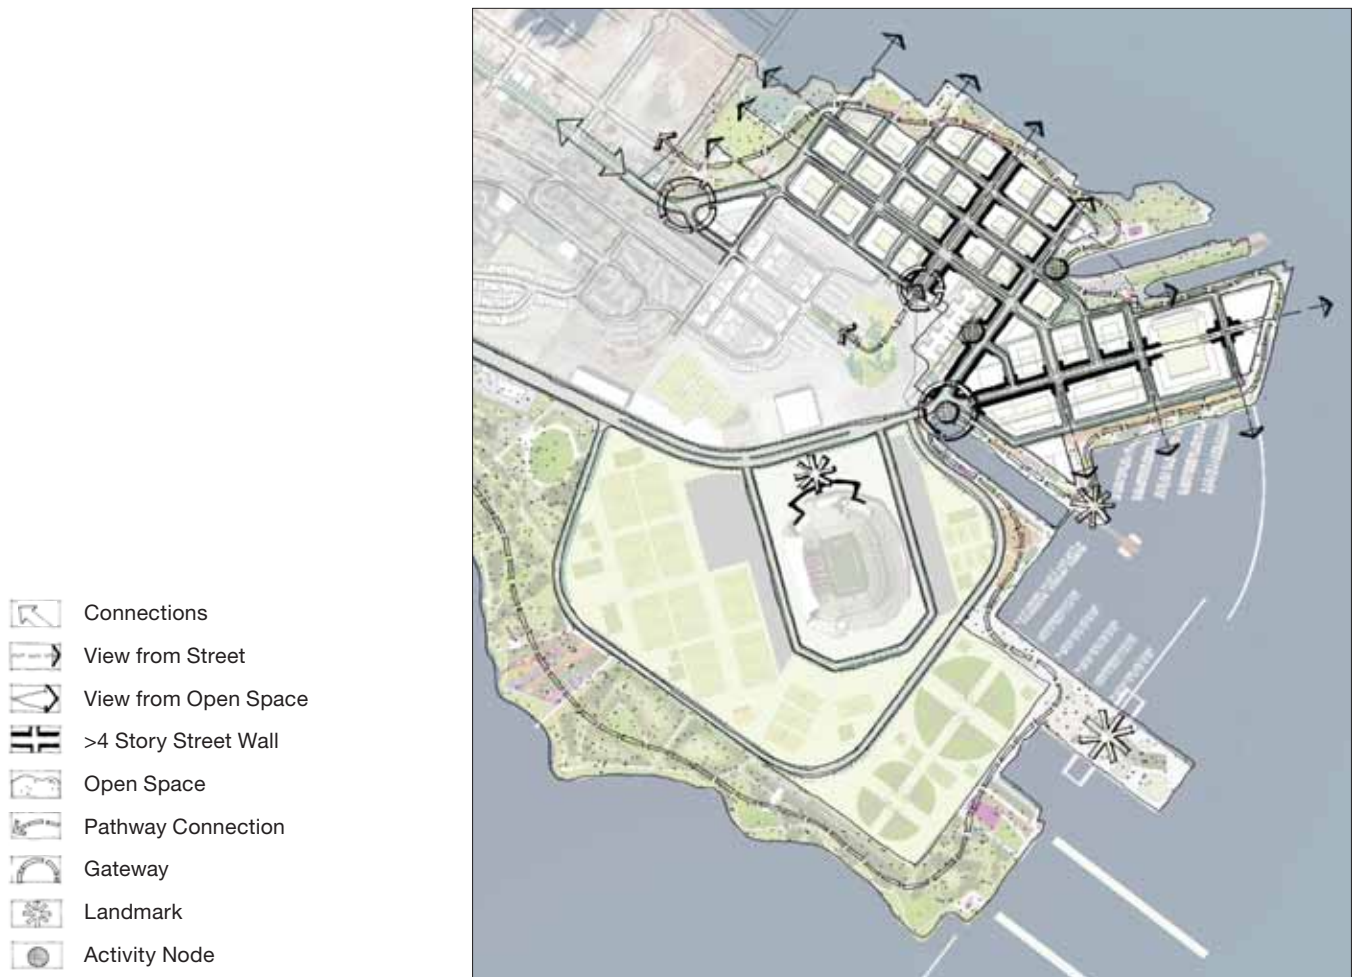 Connections
View from Street
View from Open Space
>4 Story Street Wall
Open Space
Pathway Connection
Gateway
Landmark
Activity Node